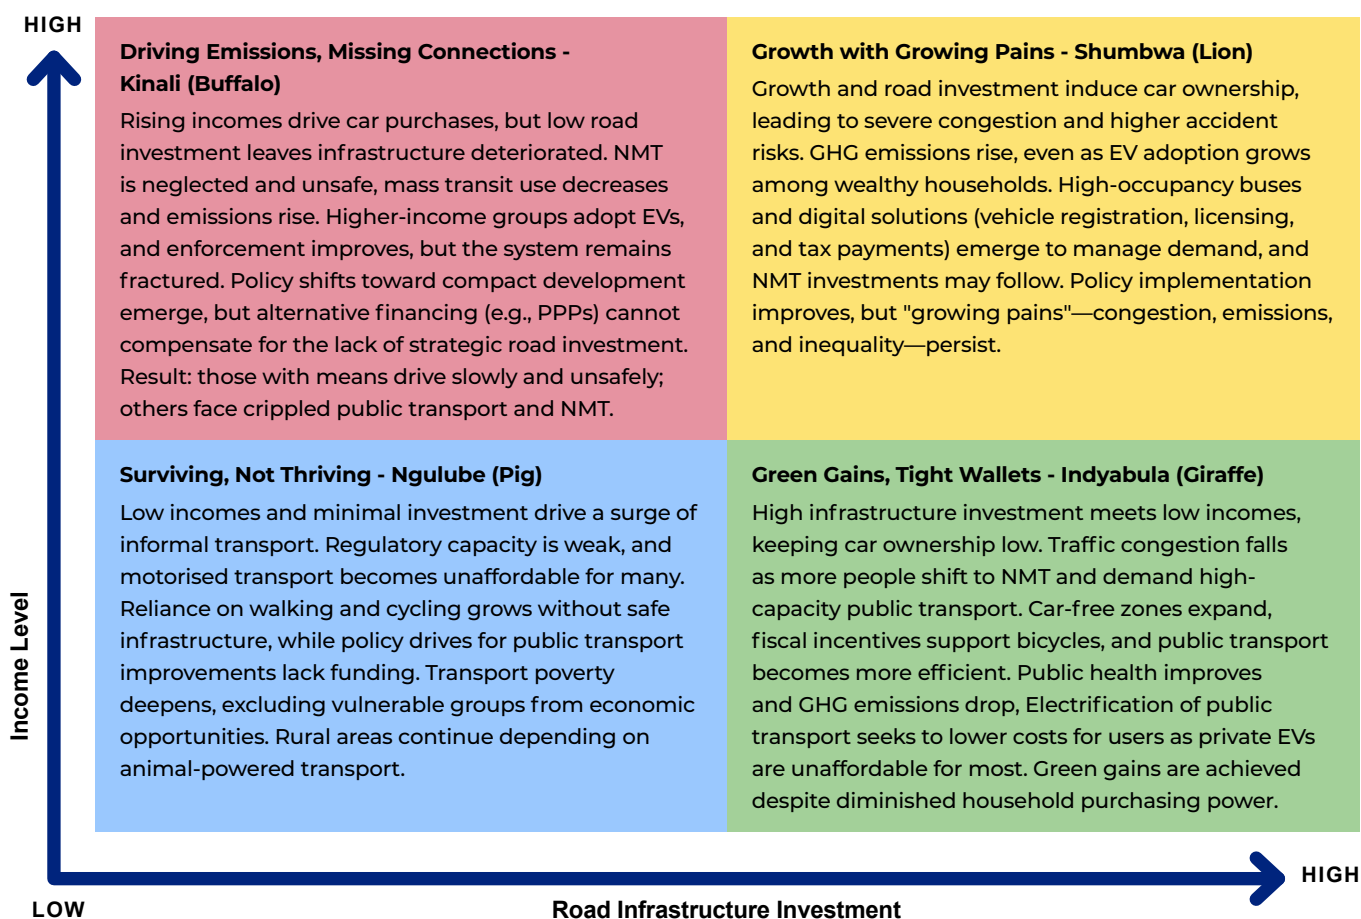 HIGH
Driving Emissions, Missing Connections -
Kinali (Buffalo)
Rising incomes drive car purchases, but low road
investment leaves infrastructure deteriorated. NMT
is neglected and unsafe, mass transit use decreases
and emissions rise. Higher-income groups adopt EVs,
and enforcement improves, but the system remains
fractured. Policy shifts toward compact development
emerge, but alternative financing (e.g., PPPs) cannot
compensate for the lack of strategic road investment.
Result: those with means drive slowly and unsafely;
others face crippled public transport and NMT.
Growth with Growing Pains - Shumbwa (Lion)
Growth and road investment induce car ownership,
leading to severe congestion and higher accident
risks. GHG emissions rise, even as EV adoption grows
among wealthy households. High-occupancy buses
and digital solutions (vehicle registration, licensing,
and tax payments) emerge to manage demand, and
NMT investments may follow. Policy implementation
improves, but "growing pains"—congestion, emissions,
and inequality—persist.
Surviving, Not Thriving - Ngulube (Pig)
Low incomes and minimal investment drive a surge of
informal transport. Regulatory capacity is weak, and
motorised transport becomes unaffordable for many.
Reliance on walking and cycling grows without safe
infrastructure, while policy drives for public transport
improvements lack funding. Transport poverty
deepens, excluding vulnerable groups from economic
opportunities. Rural areas continue depending on
animal-powered transport.
Green Gains, Tight Wallets - Indyabula (Giraffe)
High infrastructure investment meets low incomes,
keeping car ownership low. Traffic congestion falls
as more people shift to NMT and demand high-
capacity public transport. Car-free zones expand,
fiscal incentives support bicycles, and public transport
becomes more efficient. Public health improves
and GHG emissions drop, Electrification of public
transport seeks to lower costs for users as private EVs
are unaffordable for most. Green gains are achieved
despite diminished household purchasing power.
Income Level
LOW
Road Infrastructure Investment
HIGH